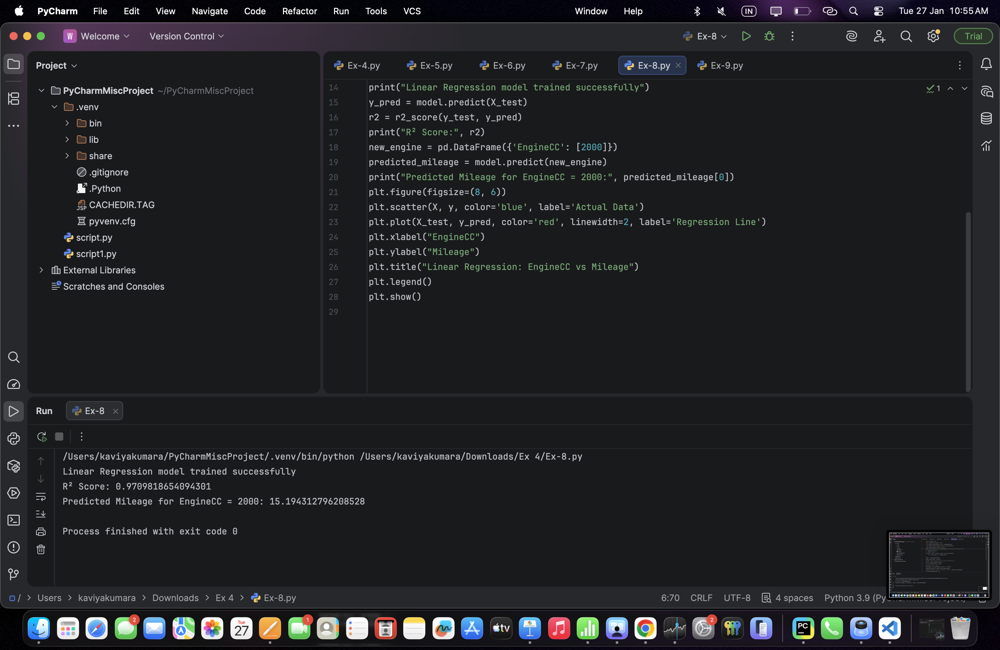 PyCharm File Edit View Navigate Code Refactor Run Tools VCS Window Help IN Tue 27 Jan 10:55 AM
W Welcome Version Control Ex-8 Trial
Project
Ex-4.py Ex-5.py Ex-6.py Ex-7.py Ex-8.py Ex-9.py
PyCharmMiscProject ~/PyCharmMiscProject
.venv
bin
lib
share
.gitignore
.Python
JSP CACHEDIR.TAG
pyvenv.cfg
script.py
script1.py
External Libraries
Scratches and Consoles
1
14 print("Linear Regression model trained successfully")
15 y_pred = model.predict(X_test)
16 r2 = r2_score(y_test, y_pred)
17 print("R² Score:", r2)
18 new_engine = pd.DataFrame({'EngineCC': [2000]})
19 predicted_mileage = model.predict(new_engine)
20 print("Predicted Mileage for EngineCC = 2000:", predicted_mileage[0])
21 plt.figure(figsize=(8, 6))
22 plt.scatter(X, y, color='blue', label='Actual Data')
23 plt.plot(X_test, y_pred, color='red', linewidth=2, label='Regression Line')
24 plt.xlabel("EngineCC")
25 plt.ylabel("Mileage")
26 plt.title("Linear Regression: EngineCC vs Mileage")
27 plt.legend()
28 plt.show()
29
Run Ex-8
/Users/kaviyakumara/PyCharmMiscProject/.venv/bin/python /Users/kaviyakumara/Downloads/Ex 4/Ex-8.py
Linear Regression model trained successfully
R² Score: 0.9709818654094301
Predicted Mileage for EngineCC = 2000: 15.194312796208528
Process finished with exit code 0
/ > Users > kaviyakumara > Downloads > Ex 4 > Ex-8.py
6:70 CRLF UTF-8 4 spaces Python 3.9
2 Tue 27 1 tv 2 PC